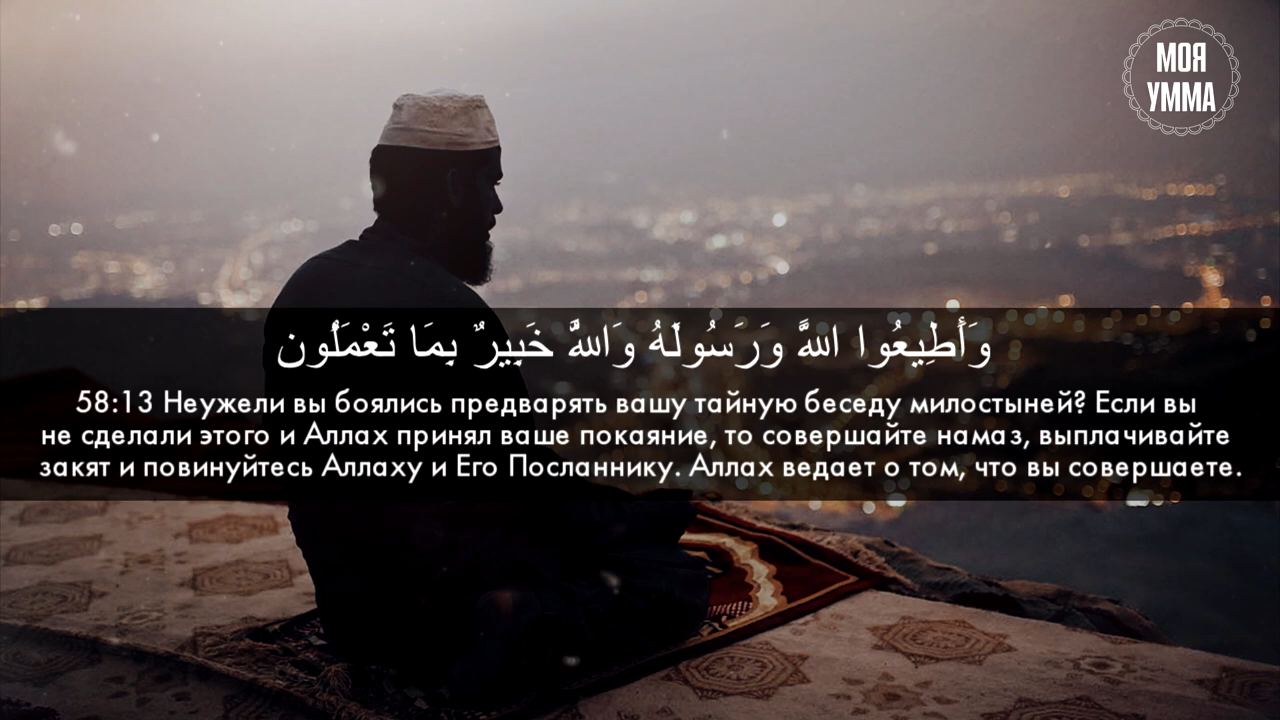 МОЯ
УММА
وَأَطِيعُوا اللَّهَ وَرَسُولَهُ وَاللَّهُ خَبِيرٌ بِمَا تَعْمَلُون
58:13 Неужели вы боялись предварять вашу тайную беседу милостыней? Если вы
не сделали этого и Аллах принял ваше покаяние, то совершайте намаз, выплачивайте
закят и повинуйтесь Аллаху и Его Посланнику. Аллах ведает о том, что вы совершаете.